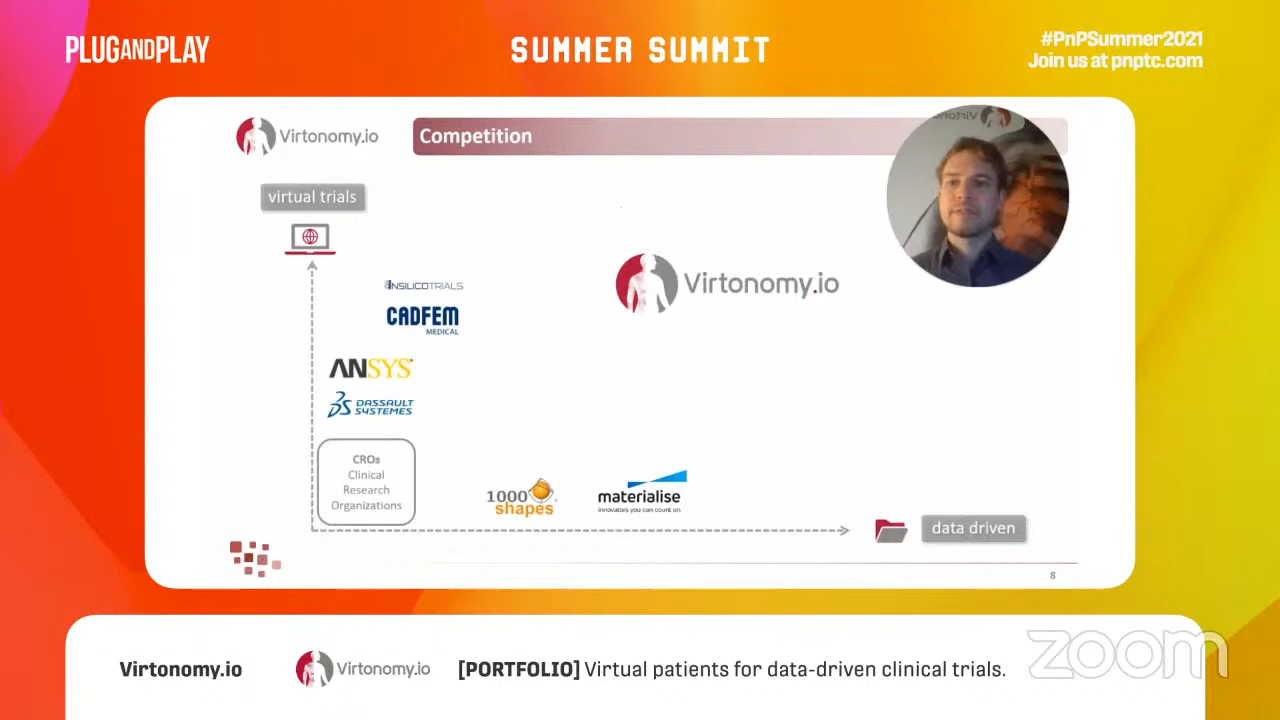 PLUGANDPLAY
SUMMER SUMMIT
#PnPSummer2021
Join us at pnptc.com
Virtonomy.io
Competition
virtual trials
Virtonomy.io
INSILICOTRIALS
CADFEM
MEDICAL
ANSYS
DASSAULT
SYSTEMES
CROs
Clinical
Research
Organizations
1000
shapes
materialise
innovators you can count on
data driven
8
Virtonomy.io
Virtonomy.io
[PORTFOLIO] Virtual patients for data-driven clinical trials.
zoom